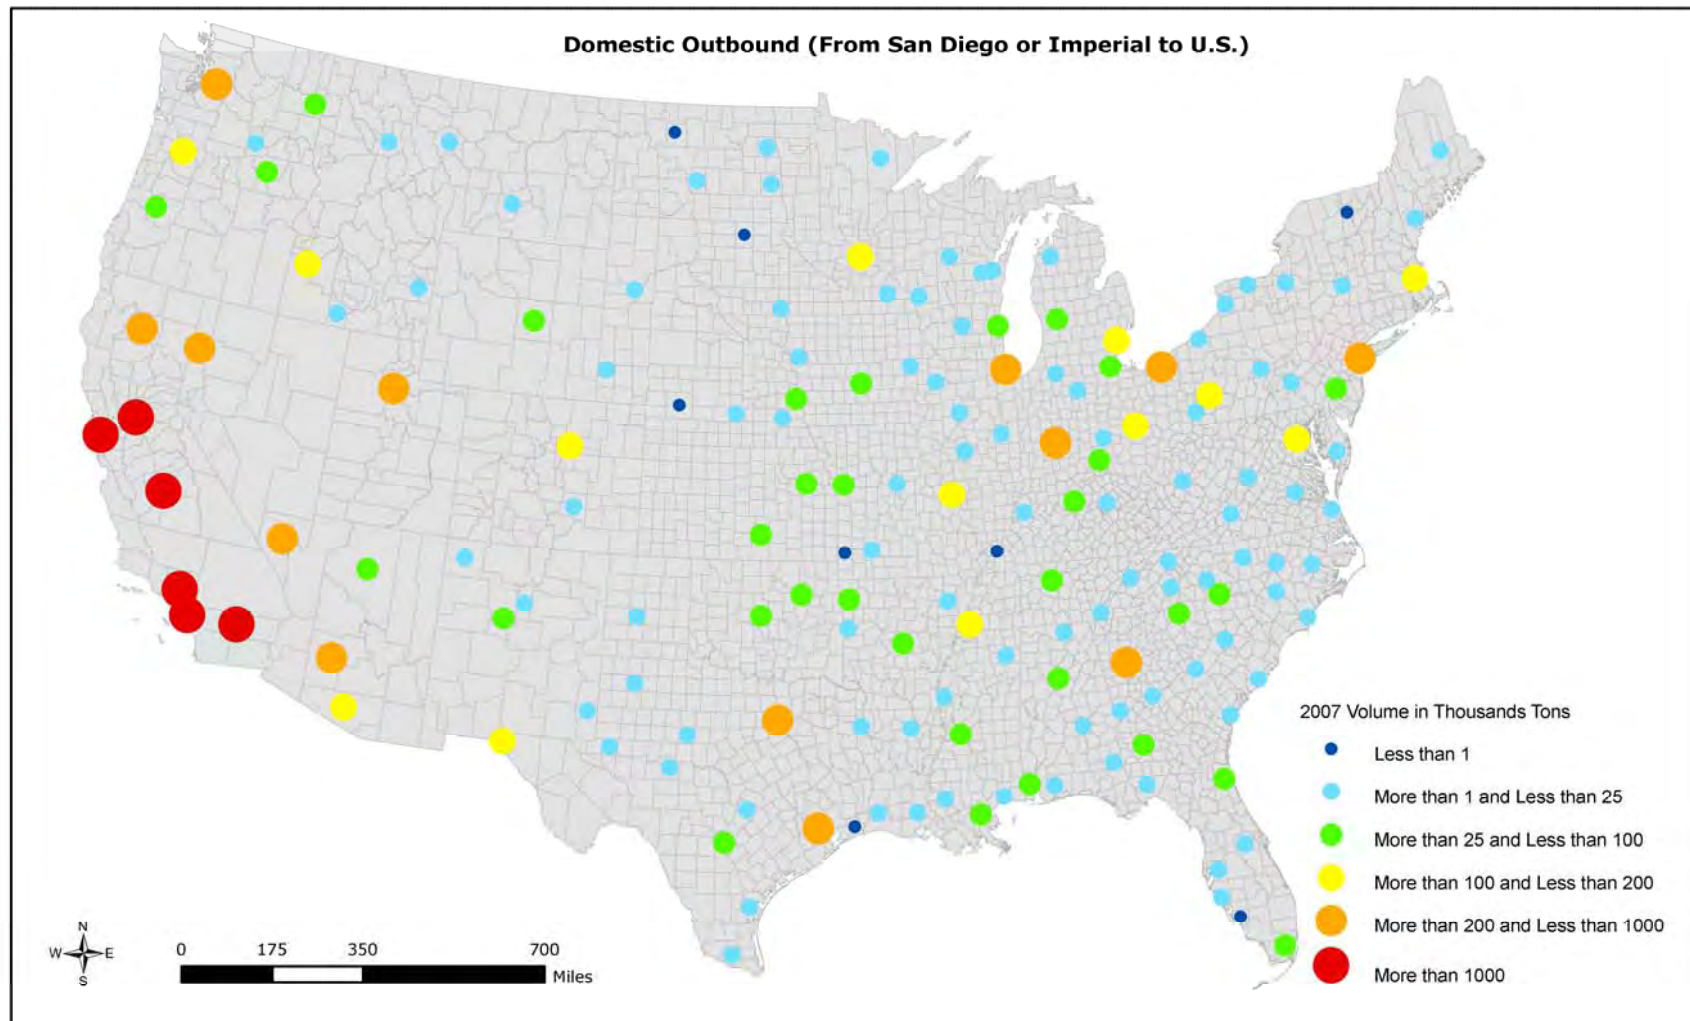 Domestic Outbound (From San Diego or Imperial to U.S.)
2007 Volume in Thousands Tons
Less than 1
More than 1 and Less than 25
More than 25 and Less than 100
More than 100 and Less than 200
More than 200 and Less than 1000
More than 1000
N
W E
S
0 175 350 700
Miles